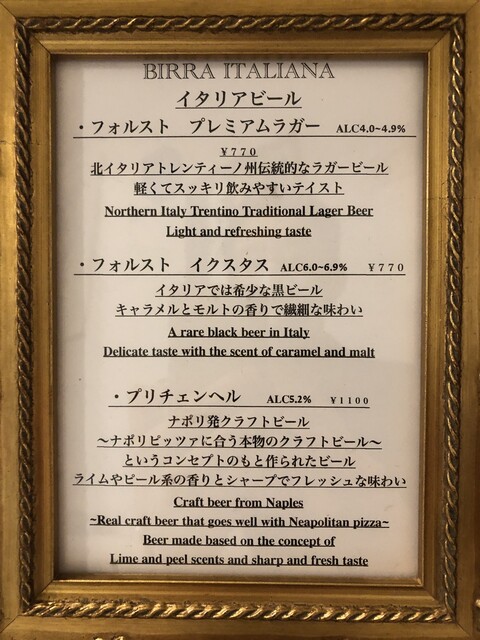 BIRRA ITALIANA
イタリアビール
・フォルスト　プレミアムラガー　ALC4.0~4.9%
￥770
北イタリアトレンティーノ州伝統的なラガービール
軽くてスッキリ飲みやすいテイスト
Northern Italy Trentino Traditional Lager Beer
Light and refreshing taste
・フォルスト　イクスタス　ALC6.0~6.9%　￥770
イタリアでは希少な黒ビール
キャラメルとモルトの香りで繊細な味わい
A rare black beer in Italy
Delicate taste with the scent of caramel and malt
・プリチェンヘル　ALC5.2%　￥1100
ナポリ発クラフトビール
～ナポリピッツァに合う本物のクラフトビール～
というコンセプトのもと作られたビール
ライムやピール系の香りとシャープでフレッシュな味わい
Craft beer from Naples
~Real craft beer that goes well with Neapolitan pizza~
Beer made based on the concept of
Lime and peel scents and sharp and fresh taste